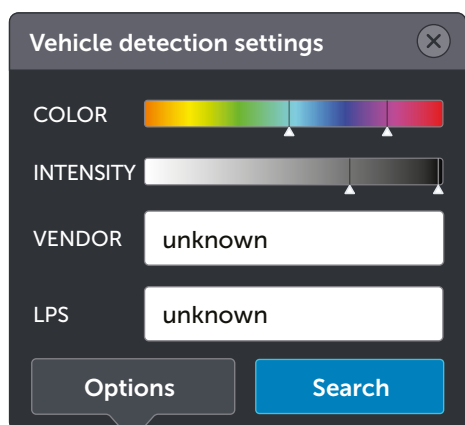 Vehicle detection settings
COLOR
INTENSITY
VENDOR unknown
LPS unknown
Options Search